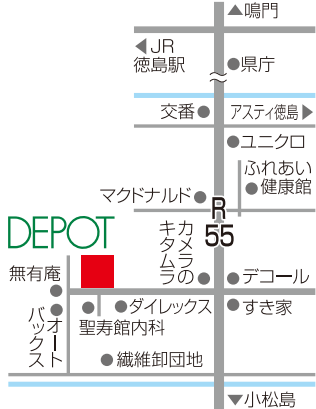 ▲鳴門
◀JR
徳島駅
●県庁
交番●
アスティ徳島▶
●ユニクロ
ふれあい
●健康館
マクドナルド●
R
55
カメラの
キタムラ
DEPOT
無有庵
●デコール
●ダイレックス
●すき家
聖寿館内科
オート
バックス
●繊維卸団地
▼小松島